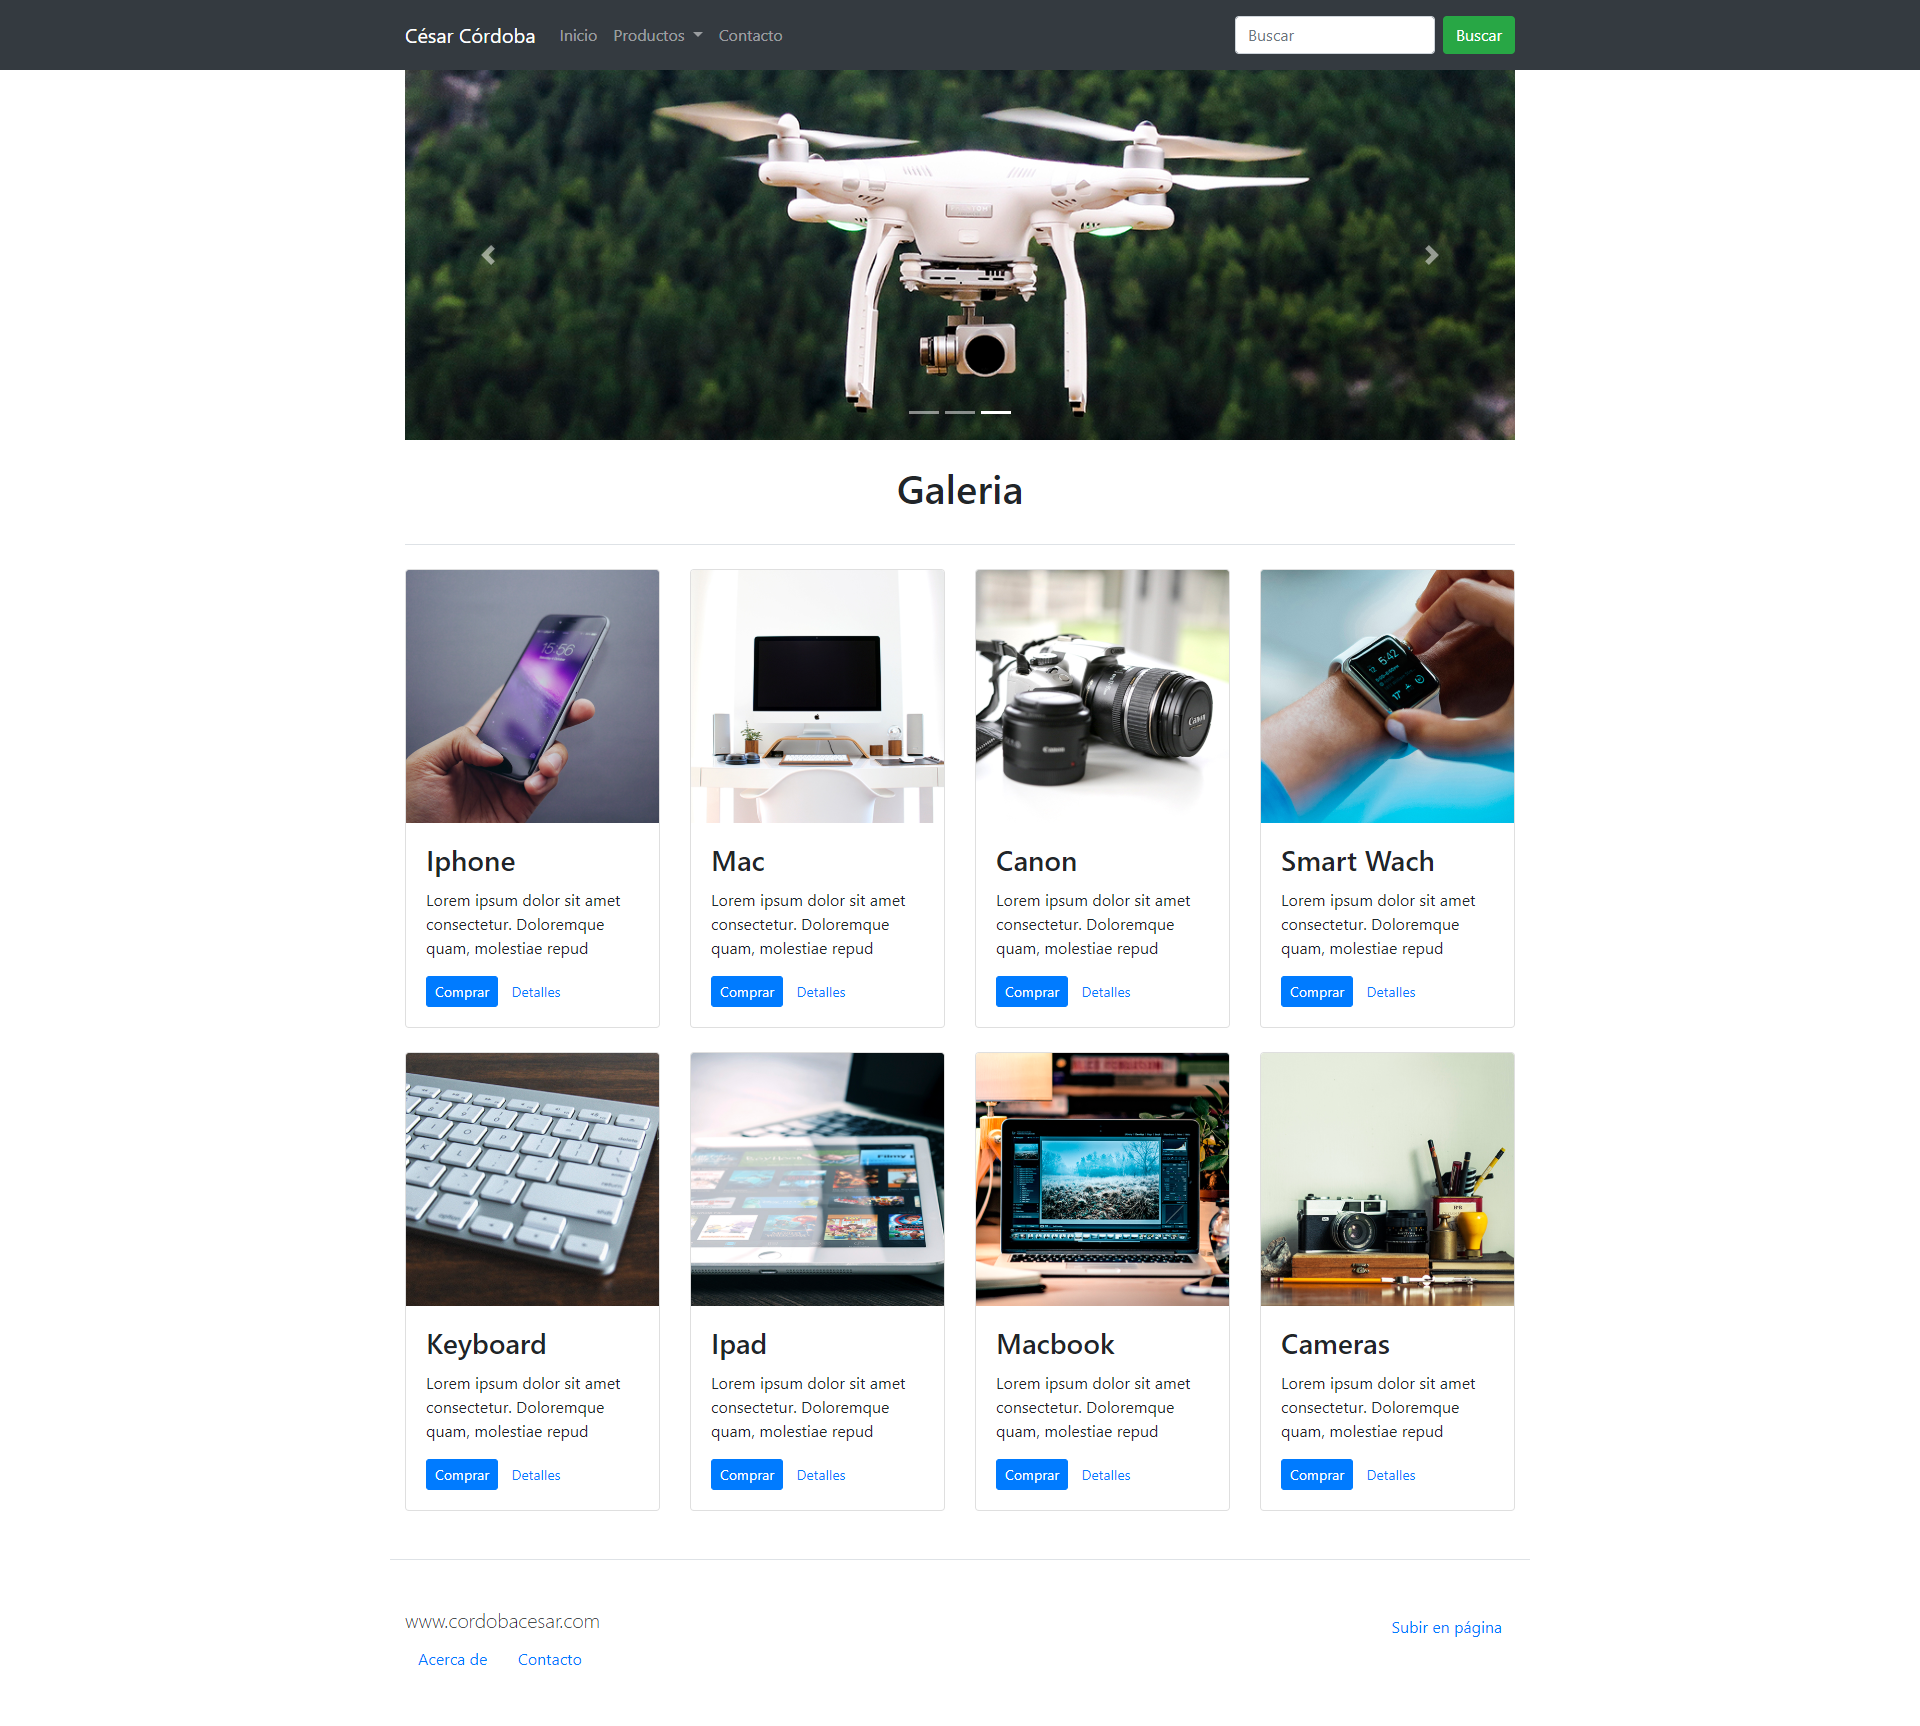 César Córdoba Inicio Productos Contacto Buscar Buscar
Galeria
15:56
Canon
Canon
5:42
Iphone
Lorem ipsum dolor sit amet
consectetur. Doloremque
quam, molestiae repud
Comprar Detalles
Mac
Lorem ipsum dolor sit amet
consectetur. Doloremque
quam, molestiae repud
Comprar Detalles
Canon
Lorem ipsum dolor sit amet
consectetur. Doloremque
quam, molestiae repud
Comprar Detalles
Smart Wach
Lorem ipsum dolor sit amet
consectetur. Doloremque
quam, molestiae repud
Comprar Detalles
Keyboard
Lorem ipsum dolor sit amet
consectetur. Doloremque
quam, molestiae repud
Comprar Detalles
Ipad
Lorem ipsum dolor sit amet
consectetur. Doloremque
quam, molestiae repud
Comprar Detalles
Macbook
Lorem ipsum dolor sit amet
consectetur. Doloremque
quam, molestiae repud
Comprar Detalles
Cameras
Lorem ipsum dolor sit amet
consectetur. Doloremque
quam, molestiae repud
Comprar Detalles
www.cordobacesar.com
Subir en página
Acerca de Contacto